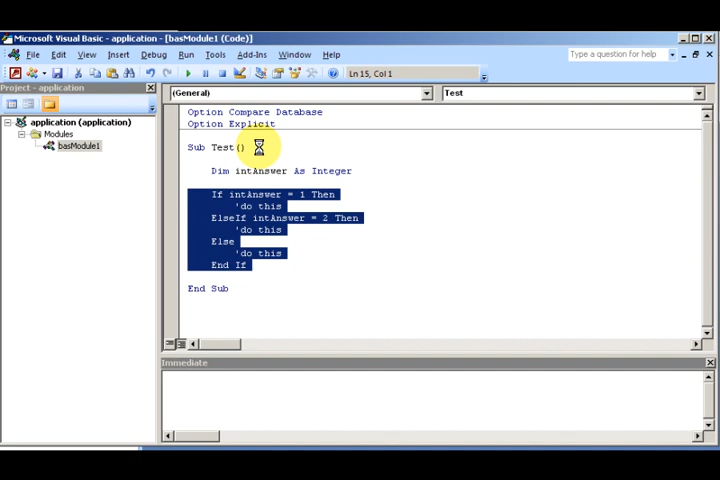 Microsoft Visual Basic - application - [basModule1 (Code)]
File Edit View Insert Debug Run Tools Add-Ins Window Help
Type a question for help
Ln 15, Col 1
Project - application
(General) Test
application (application)
Modules
basModule1
Option Compare Database
Option Explicit
Sub Test()
Dim intAnswer As Integer
If intAnswer = 1 Then
'do this
ElseIf intAnswer = 2 Then
'do this
Else
'do this
End If
End Sub
Immediate